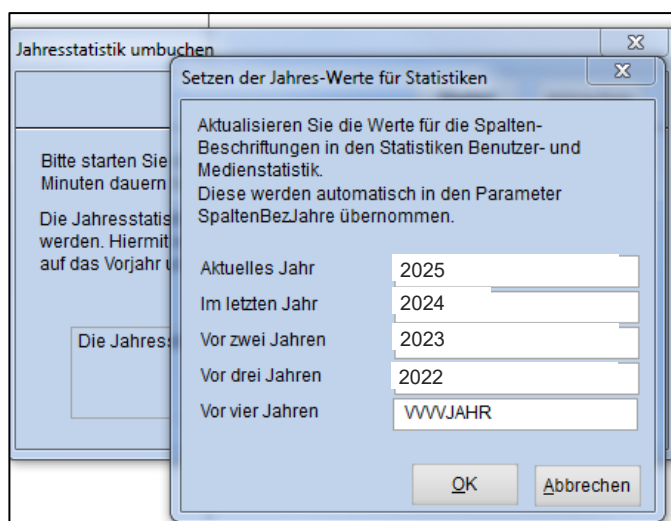 Jahresstatistik umbuchen
Setzen der Jahres-Werte für Statistiken
Bitte starten Sie
Minuten dauern
Die Jahresstatis
werden. Hiermit
auf das Vorjahr
Die Jahress
Aktualisieren Sie die Werte für die Spalten-
Beschriftungen in den Statistiken Benutzer- und
Medienstatistik.
Diese werden automatisch in den Parameter
SpaltenBezJahre übernommen.
Aktuelles Jahr 2025
Im letzten Jahr 2024
Vor zwei Jahren 2023
Vor drei Jahren 2022
Vor vier Jahren VVVVJAHR
OK Abbrechen